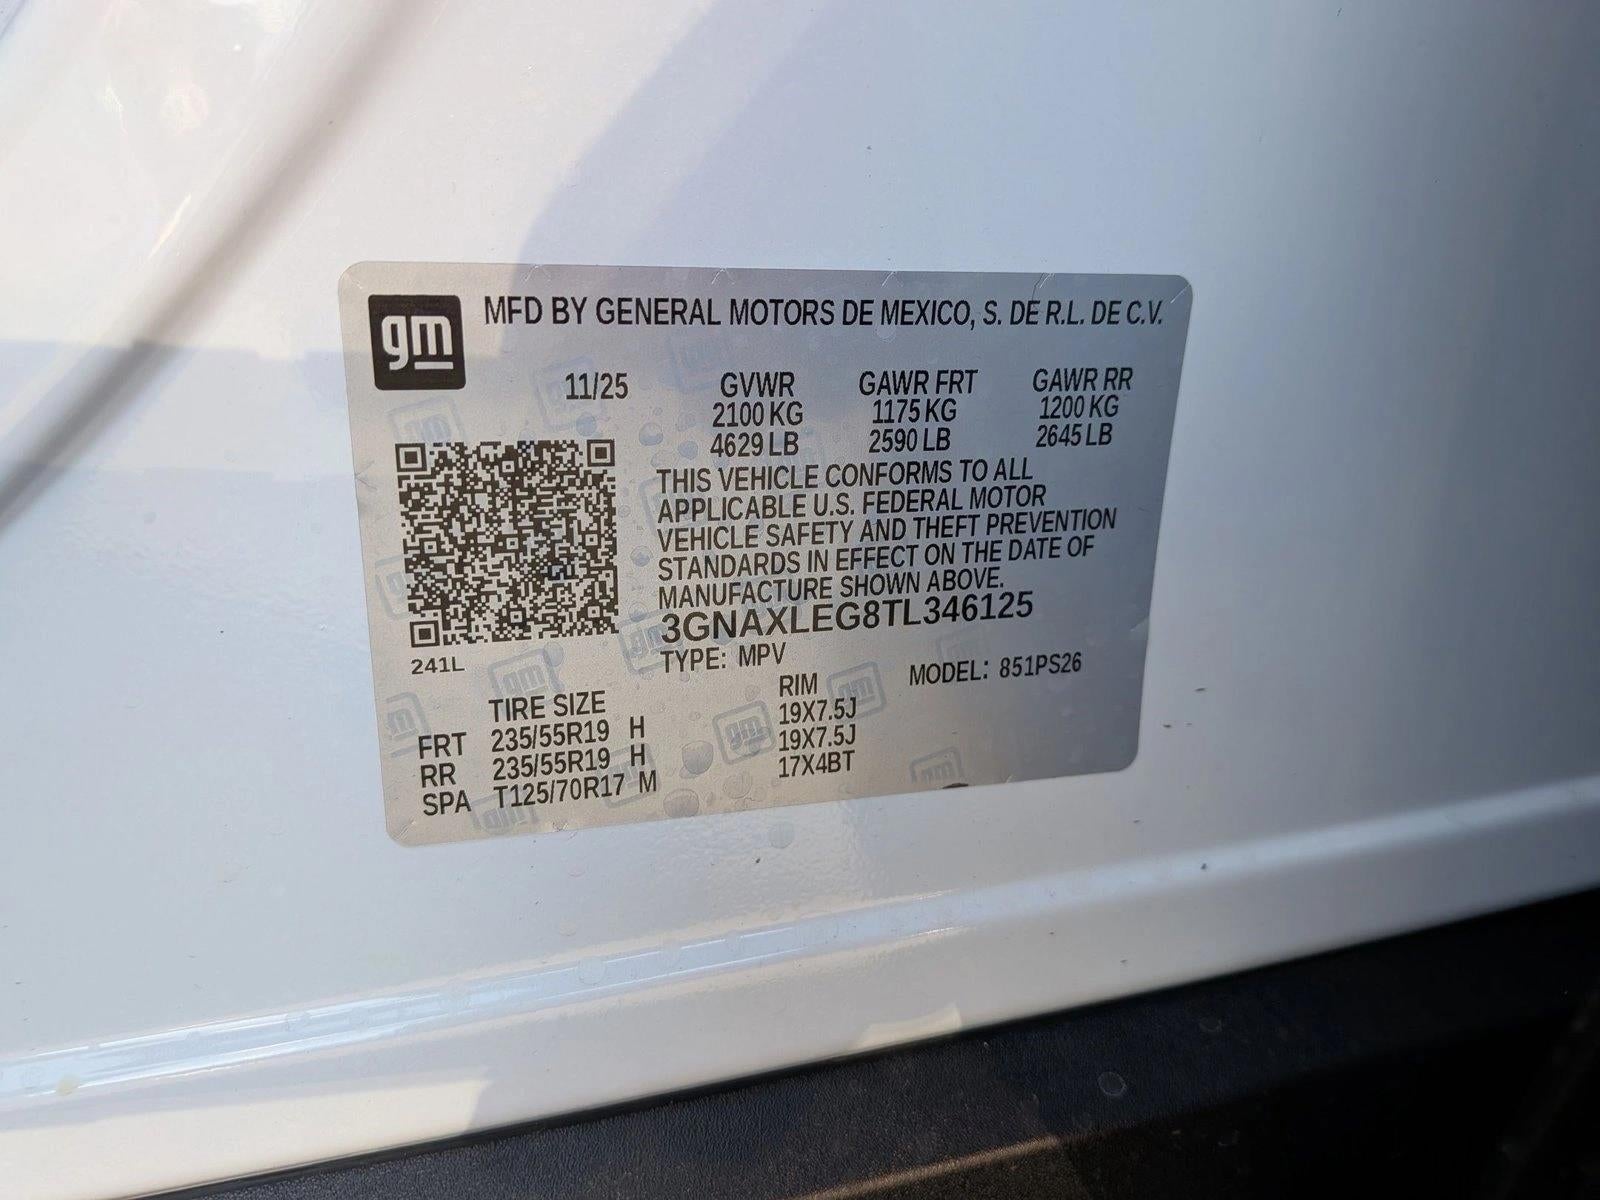 gm
MFD BY GENERAL MOTORS DE MEXICO, S. DE R.L. DE C.V.
11/25 GVWR GAWR FRT GAWR RR
2100 KG 1175 KG 1200 KG
4629 LB 2590 LB 2645 LB
THIS VEHICLE CONFORMS TO ALL
APPLICABLE U.S. FEDERAL MOTOR
VEHICLE SAFETY AND THEFT PREVENTION
STANDARDS IN EFFECT ON THE DATE OF
MANUFACTURE SHOWN ABOVE.
3GNAXLEG8TL346125
241L
TYPE: MPV MODEL: 851PS26
TIRE SIZE RIM
FRT 235/55R19 H 19X7.5J
RR 235/55R19 H 19X7.5J
SPA T125/70R17 M 17X4BT